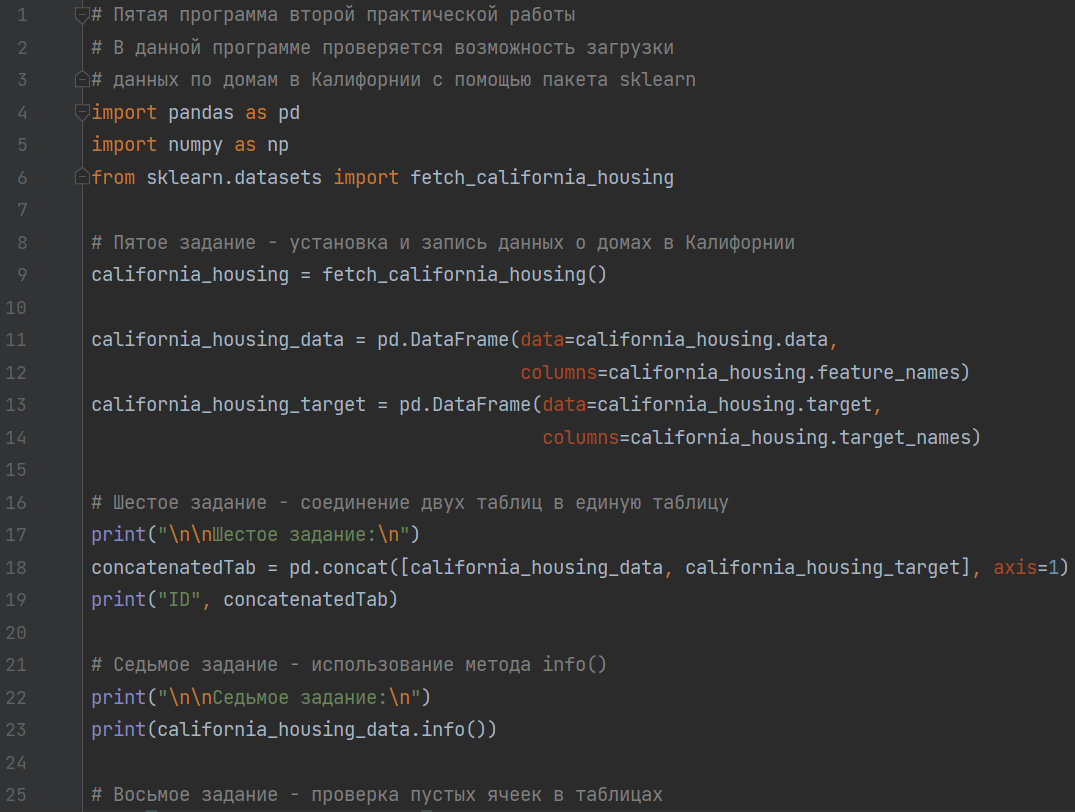 1 # Пятая программа второй практической работы
2 # В данной программе проверяется возможность загрузки
3 # данных по домам в Калифорнии с помощью пакета sklearn
4 import pandas as pd
5 import numpy as np
6 from sklearn.datasets import fetch_california_housing
7
8 # Пятое задание - установка и запись данных о домах в Калифорнии
9 california_housing = fetch_california_housing()
10
11 california_housing_data = pd.DataFrame(data=california_housing.data,
12 columns=california_housing.feature_names)
13 california_housing_target = pd.DataFrame(data=california_housing.target,
14 columns=california_housing.target_names)
15
16 # Шестое задание - соединение двух таблиц в единую таблицу
17 print("\n\nШестое задание:\n")
18 concatenatedTab = pd.concat([california_housing_data, california_housing_target], axis=1)
19 print("ID", concatenatedTab)
20
21 # Седьмое задание - использование метода info()
22 print("\n\nСедьмое задание:\n")
23 print(california_housing_data.info())
24
25 # Восьмое задание - проверка пустых ячеек в таблицах